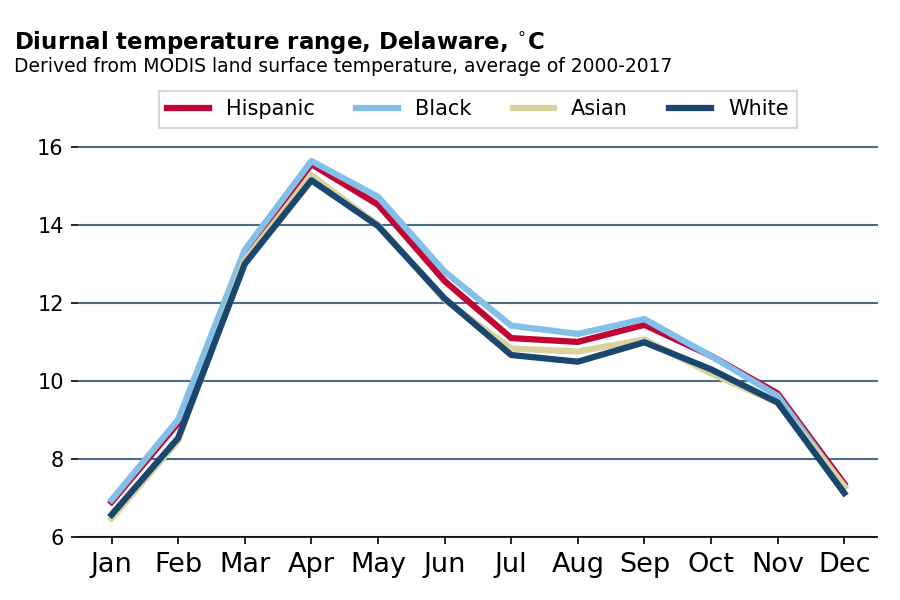 Diurnal temperature range, Delaware, °C
Derived from MODIS land surface temperature, average of 2000-2017
Hispanic Black Asian White
16
14
12
10
8
6
Jan Feb Mar Apr May Jun Jul Aug Sep Oct Nov Dec